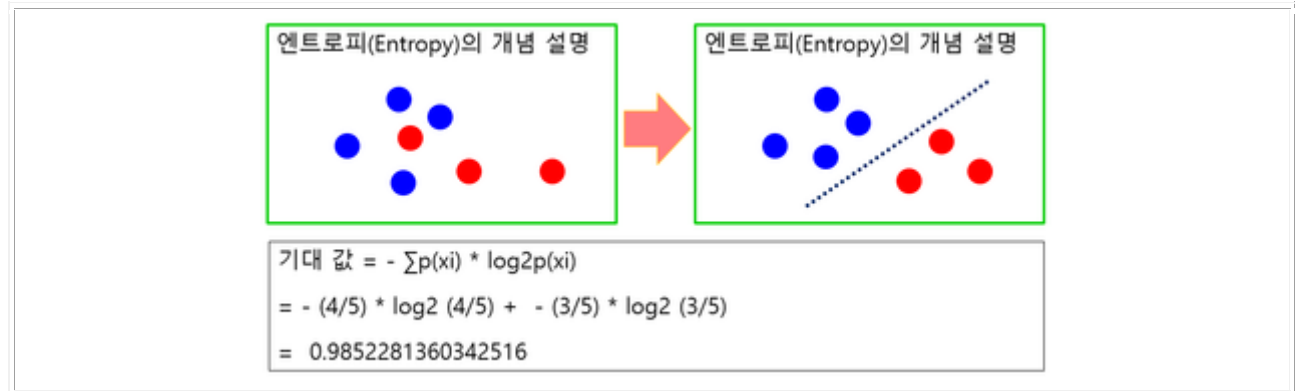 엔트로피(Entropy)의 개념 설명
엔트로피(Entropy)의 개념 설명
기대 값 = - ∑p(xi) * log2p(xi)
= - (4/5) * log2 (4/5) + - (3/5) * log2 (3/5)
= 0.9852281360342516